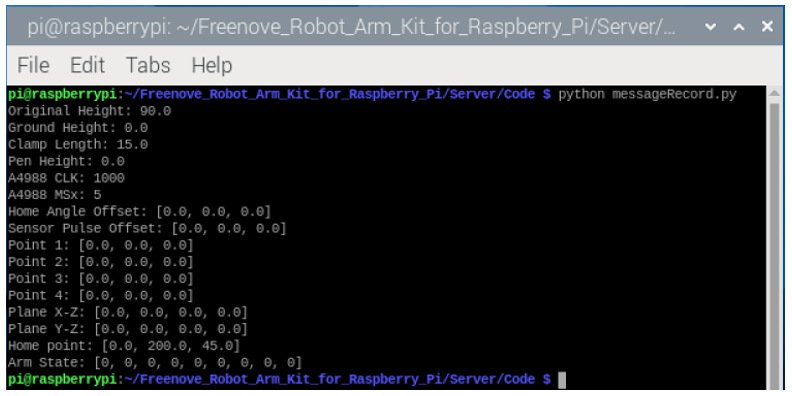 pi@raspberrypi: ~/Freenove_Robot_Arm_Kit_for_Raspberry_Pi/Server/...
File Edit Tabs Help
pi@raspberrypi:~/Freenove_Robot_Arm_Kit_for_Raspberry_Pi/Server/Code $ python messageRecord.py
Original Height: 90.0
Ground Height: 0.0
Clamp Length: 15.0
Pen Height: 0.0
A4988 CLK: 1000
A4988 MSx: 5
Home Angle Offset: [0.0, 0.0, 0.0]
Sensor Pulse Offset: [0.0, 0.0, 0.0]
Point 1: [0.0, 0.0, 0.0]
Point 2: [0.0, 0.0, 0.0]
Point 3: [0.0, 0.0, 0.0]
Point 4: [0.0, 0.0, 0.0]
Plane X-Z: [0.0, 0.0, 0.0, 0.0]
Plane Y-Z: [0.0, 0.0, 0.0, 0.0]
Home point: [0.0, 200.0, 45.0]
Arm State: [0, 0, 0, 0, 0, 0, 0, 0, 0]
pi@raspberrypi:~/Freenove_Robot_Arm_Kit_for_Raspberry_Pi/Server/Code $